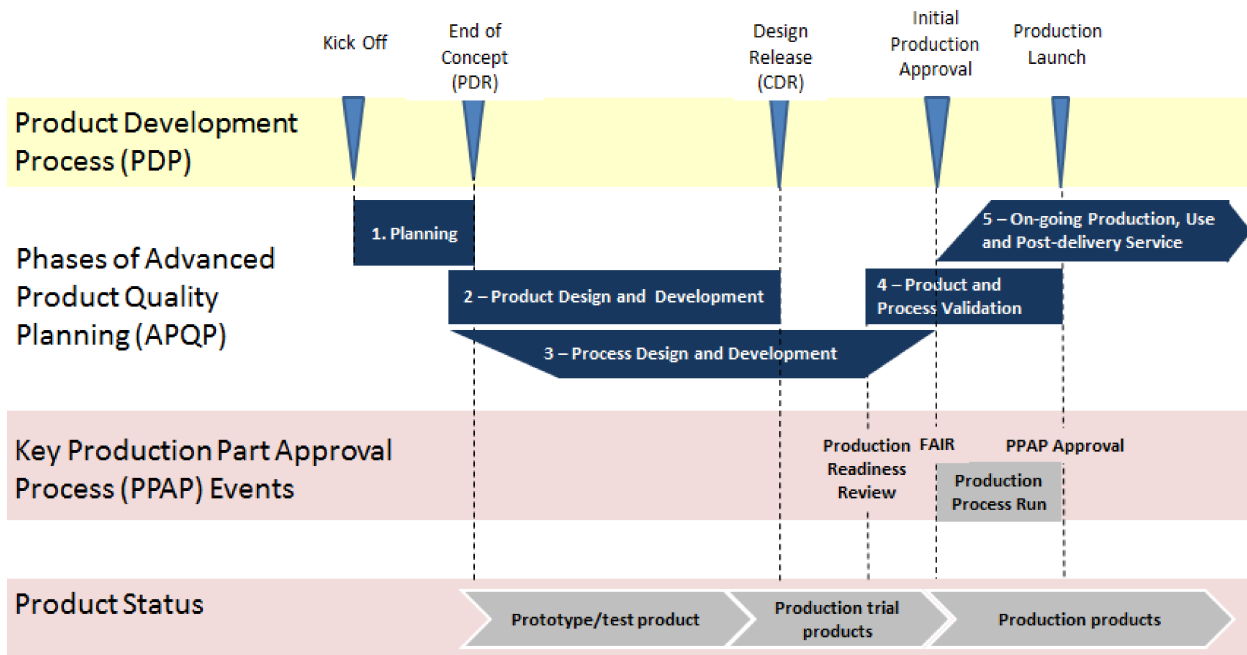 Kick Off
End of
Concept
(PDR)
Design
Release
(CDR)
Initial
Production
Approval
Production
Launch
Product Development
Process (PDP)
Phases of Advanced
Product Quality
Planning (APQP)
1. Planning
5 – On-going Production, Use
and Post-delivery Service
2 – Product Design and Development
4 – Product and
Process Validation
3 – Process Design and Development
Key Production Part Approval
Process (PPAP) Events
Production
Readiness
Review
FAIR
PPAP Approval
Production
Process Run
Product Status
Prototype/test product
Production trial
products
Production products